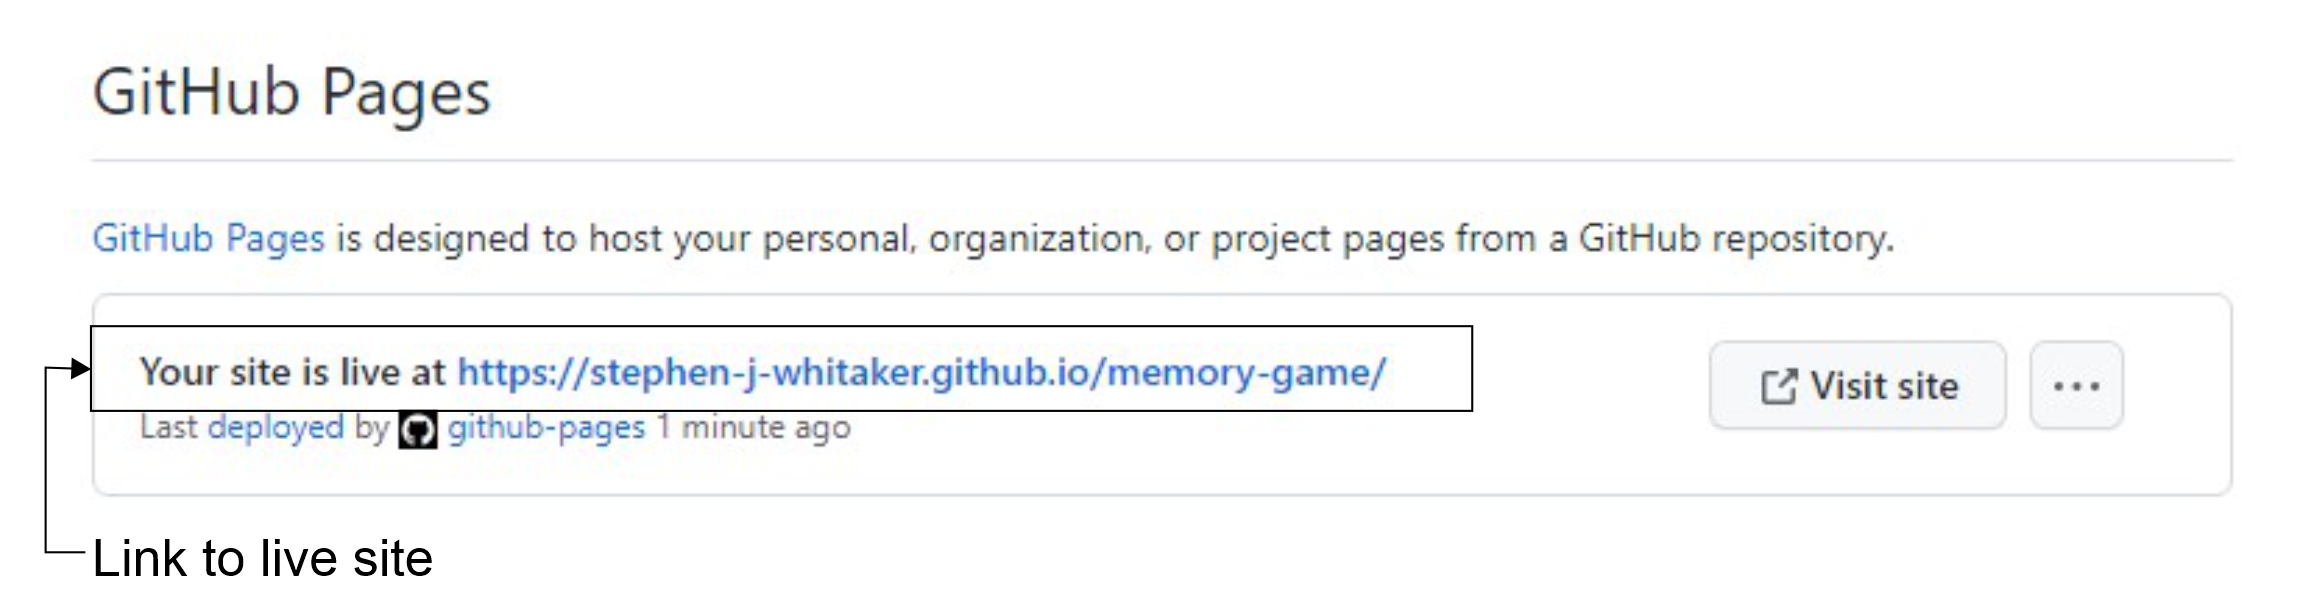 GitHub Pages
GitHub Pages is designed to host your personal, organization, or project pages from a GitHub repository.
Your site is live at https://stephen-j-whitaker.github.io/memory-game/
Visit site
Last deployed by github-pages 1 minute ago
Link to live site